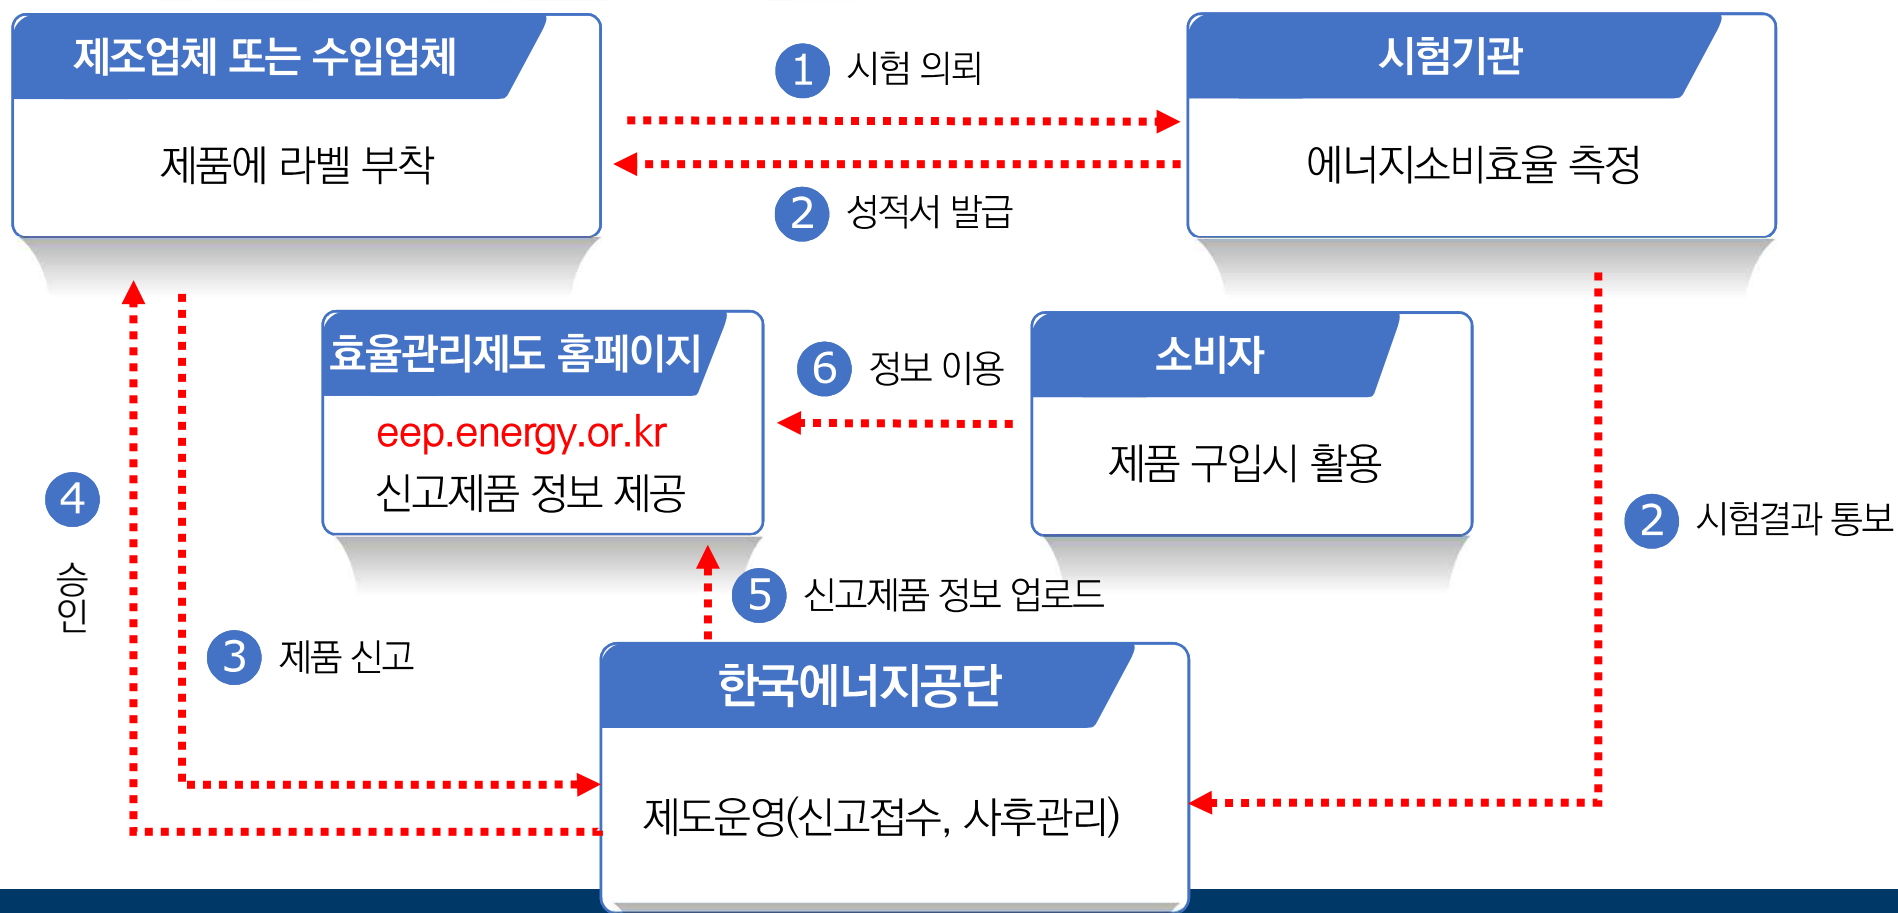 제조업체 또는 수입업체
제품에 라벨 부착
1 시험 의뢰
2 성적서 발급
시험기관
에너지소비효율 측정
효율관리제도 홈페이지
eep.energy.or.kr
신고제품 정보 제공
6 정보 이용
소비자
제품 구입시 활용
4
승
인
3 제품 신고
5 신고제품 정보 업로드
2 시험결과 통보
한국에너지공단
제도운영(신고접수, 사후관리)